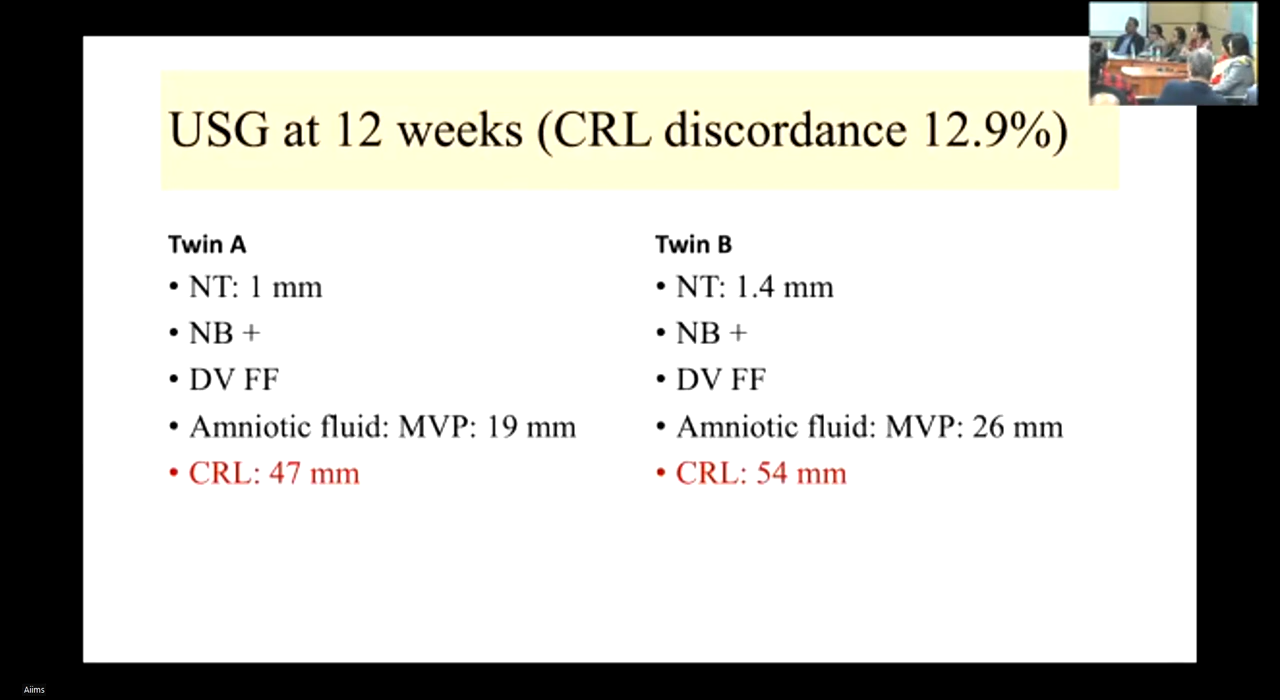 USG at 12 weeks (CRL discordance 12.9%)
Twin A
• NT: 1 mm
• NB +
• DV FF
• Amniotic fluid: MVP: 19 mm
• CRL: 47 mm
Twin B
• NT: 1.4 mm
• NB +
• DV FF
• Amniotic fluid: MVP: 26 mm
• CRL: 54 mm
Aiims